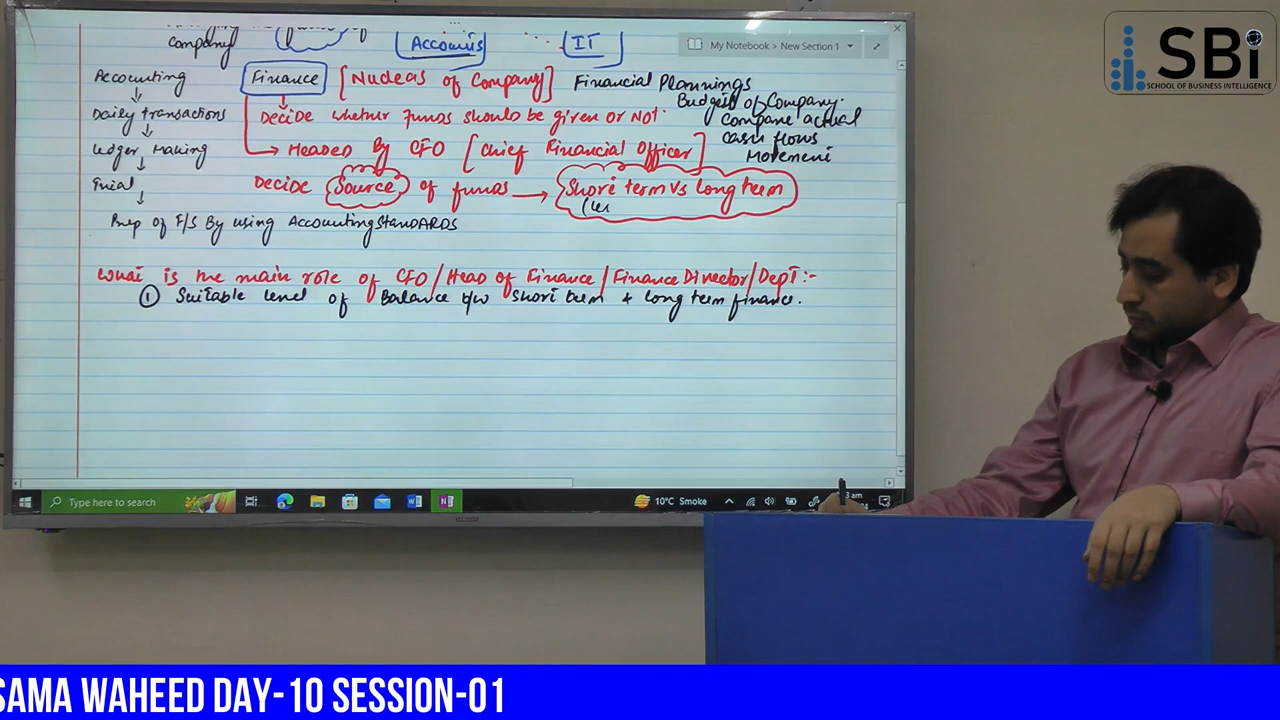 company
Accounts
IT
My Notebook > New Section 1
SBi
SCHOOL OF BUSINESS INTELLIGENCE
Accounting
Finance
[Nucleas of Company]
Financial Plannings
Budgets of Company.
Daily transactions
Decide whether funds should be given or Not.
Compare actual
cash flows
Movement
ledger Making
Headed By CFO [Chief Financial Officer]
Trial
Decide Source of funds → Short term Vs long term
Prep of F/S By using Accounting StanDARDS
What is the main role of CFO/Head of Finance/Finance Director/Dept:-
① Suitable level of Balance b/w Short term & long term finance.
Type here to search
10°C Smoke
SAMA WAHEED DAY-10 SESSION-01